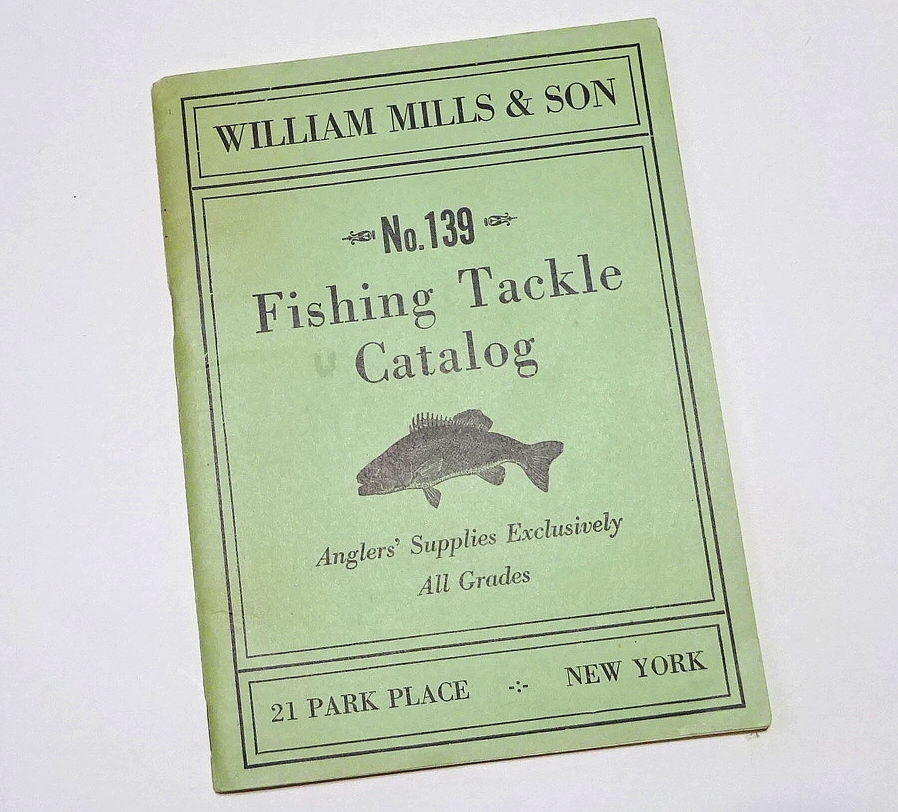 WILLIAM MILLS & SON
No. 139
Fishing Tackle
Catalog
Anglers' Supplies Exclusively
All Grades
21 PARK PLACE NEW YORK